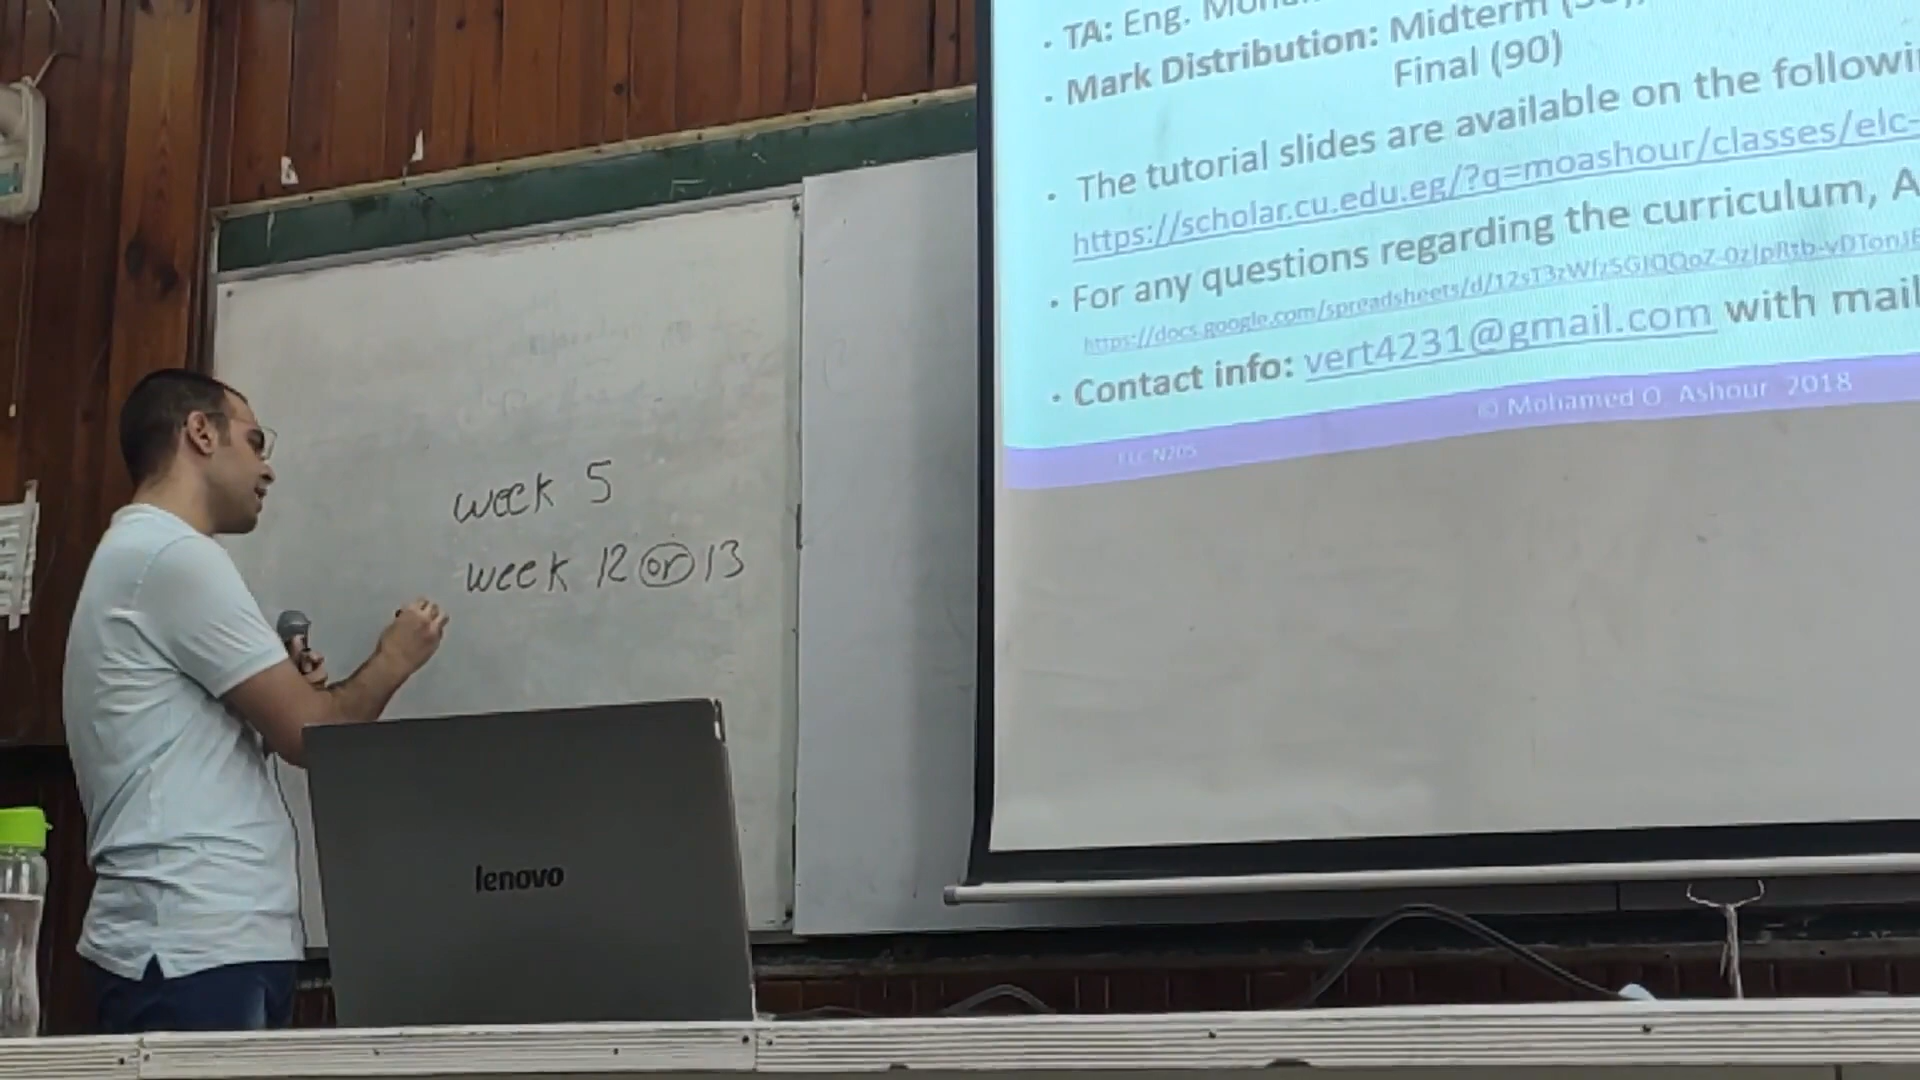 week 5
week 12 or 13
lenovo
• TA: Eng.
• Mark Distribution: Midterm
Final (90)
• The tutorial slides are available on the
https://scholar.cu.edu.eg/?q=moashour/classes/elc-
• For any questions regarding the curriculum,
• Contact info: vert4231@gmail.com with mail
© Mohamed O. Ashour 2018
ELC N205